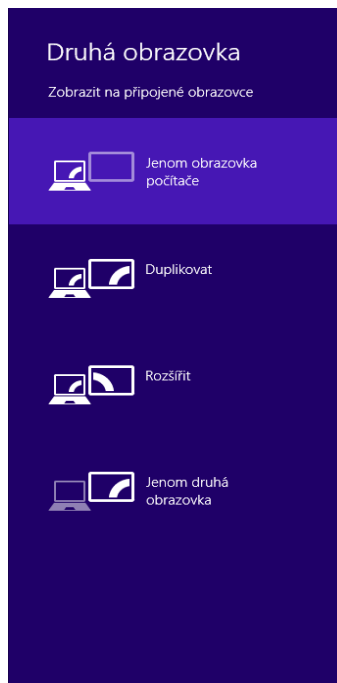 Druhá obrazovka
Zobrazit na připojené obrazovce
Jenom obrazovka
počítače
Duplikovat
Rozšířit
Jenom druhá
obrazovka